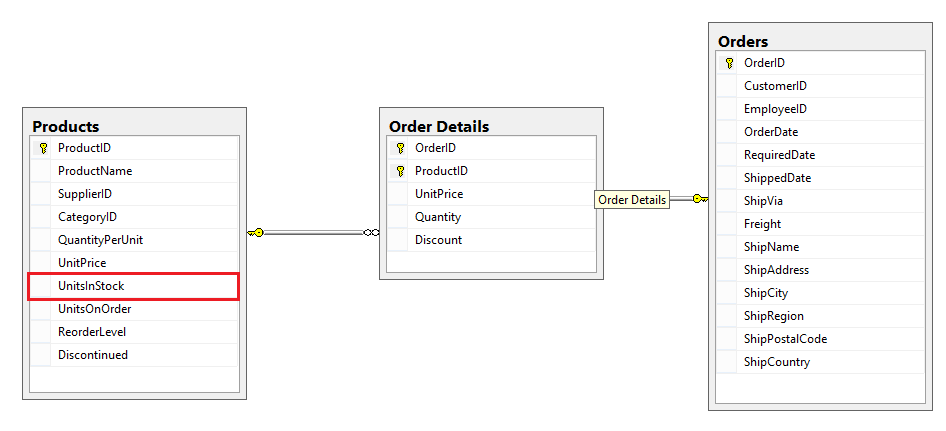 Products
ProductID
ProductName
SupplierID
CategoryID
QuantityPerUnit
UnitPrice
UnitsInStock
UnitsOnOrder
ReorderLevel
Discontinued
Order Details
OrderID
ProductID
UnitPrice
Quantity
Discount
Order Details
Orders
OrderID
CustomerID
EmployeeID
OrderDate
RequiredDate
ShippedDate
ShipVia
Freight
ShipName
ShipAddress
ShipCity
ShipRegion
ShipPostalCode
ShipCountry